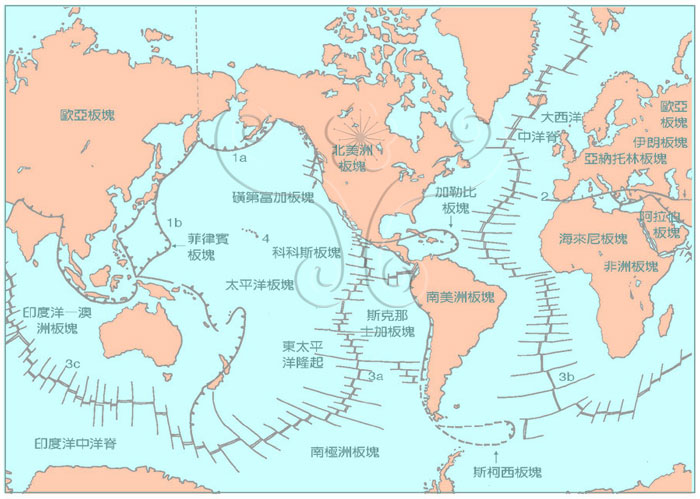 歐亞板塊
1a
北美洲
板塊
磺第富加板塊
1b
菲律賓
板塊
4
科科斯板塊
太平洋板塊
加勒比
板塊
大西洋
中洋脊
歐亞
板塊
伊朗板塊
亞納托林板塊
2
阿拉伯
板塊
海來尼板塊
非洲板塊
印度洋—澳
洲板塊
3c
南美洲板塊
斯克那
土加板塊
東太平
洋隆起
3a
3b
印度洋中洋脊
南極洲板塊
斯柯西板塊